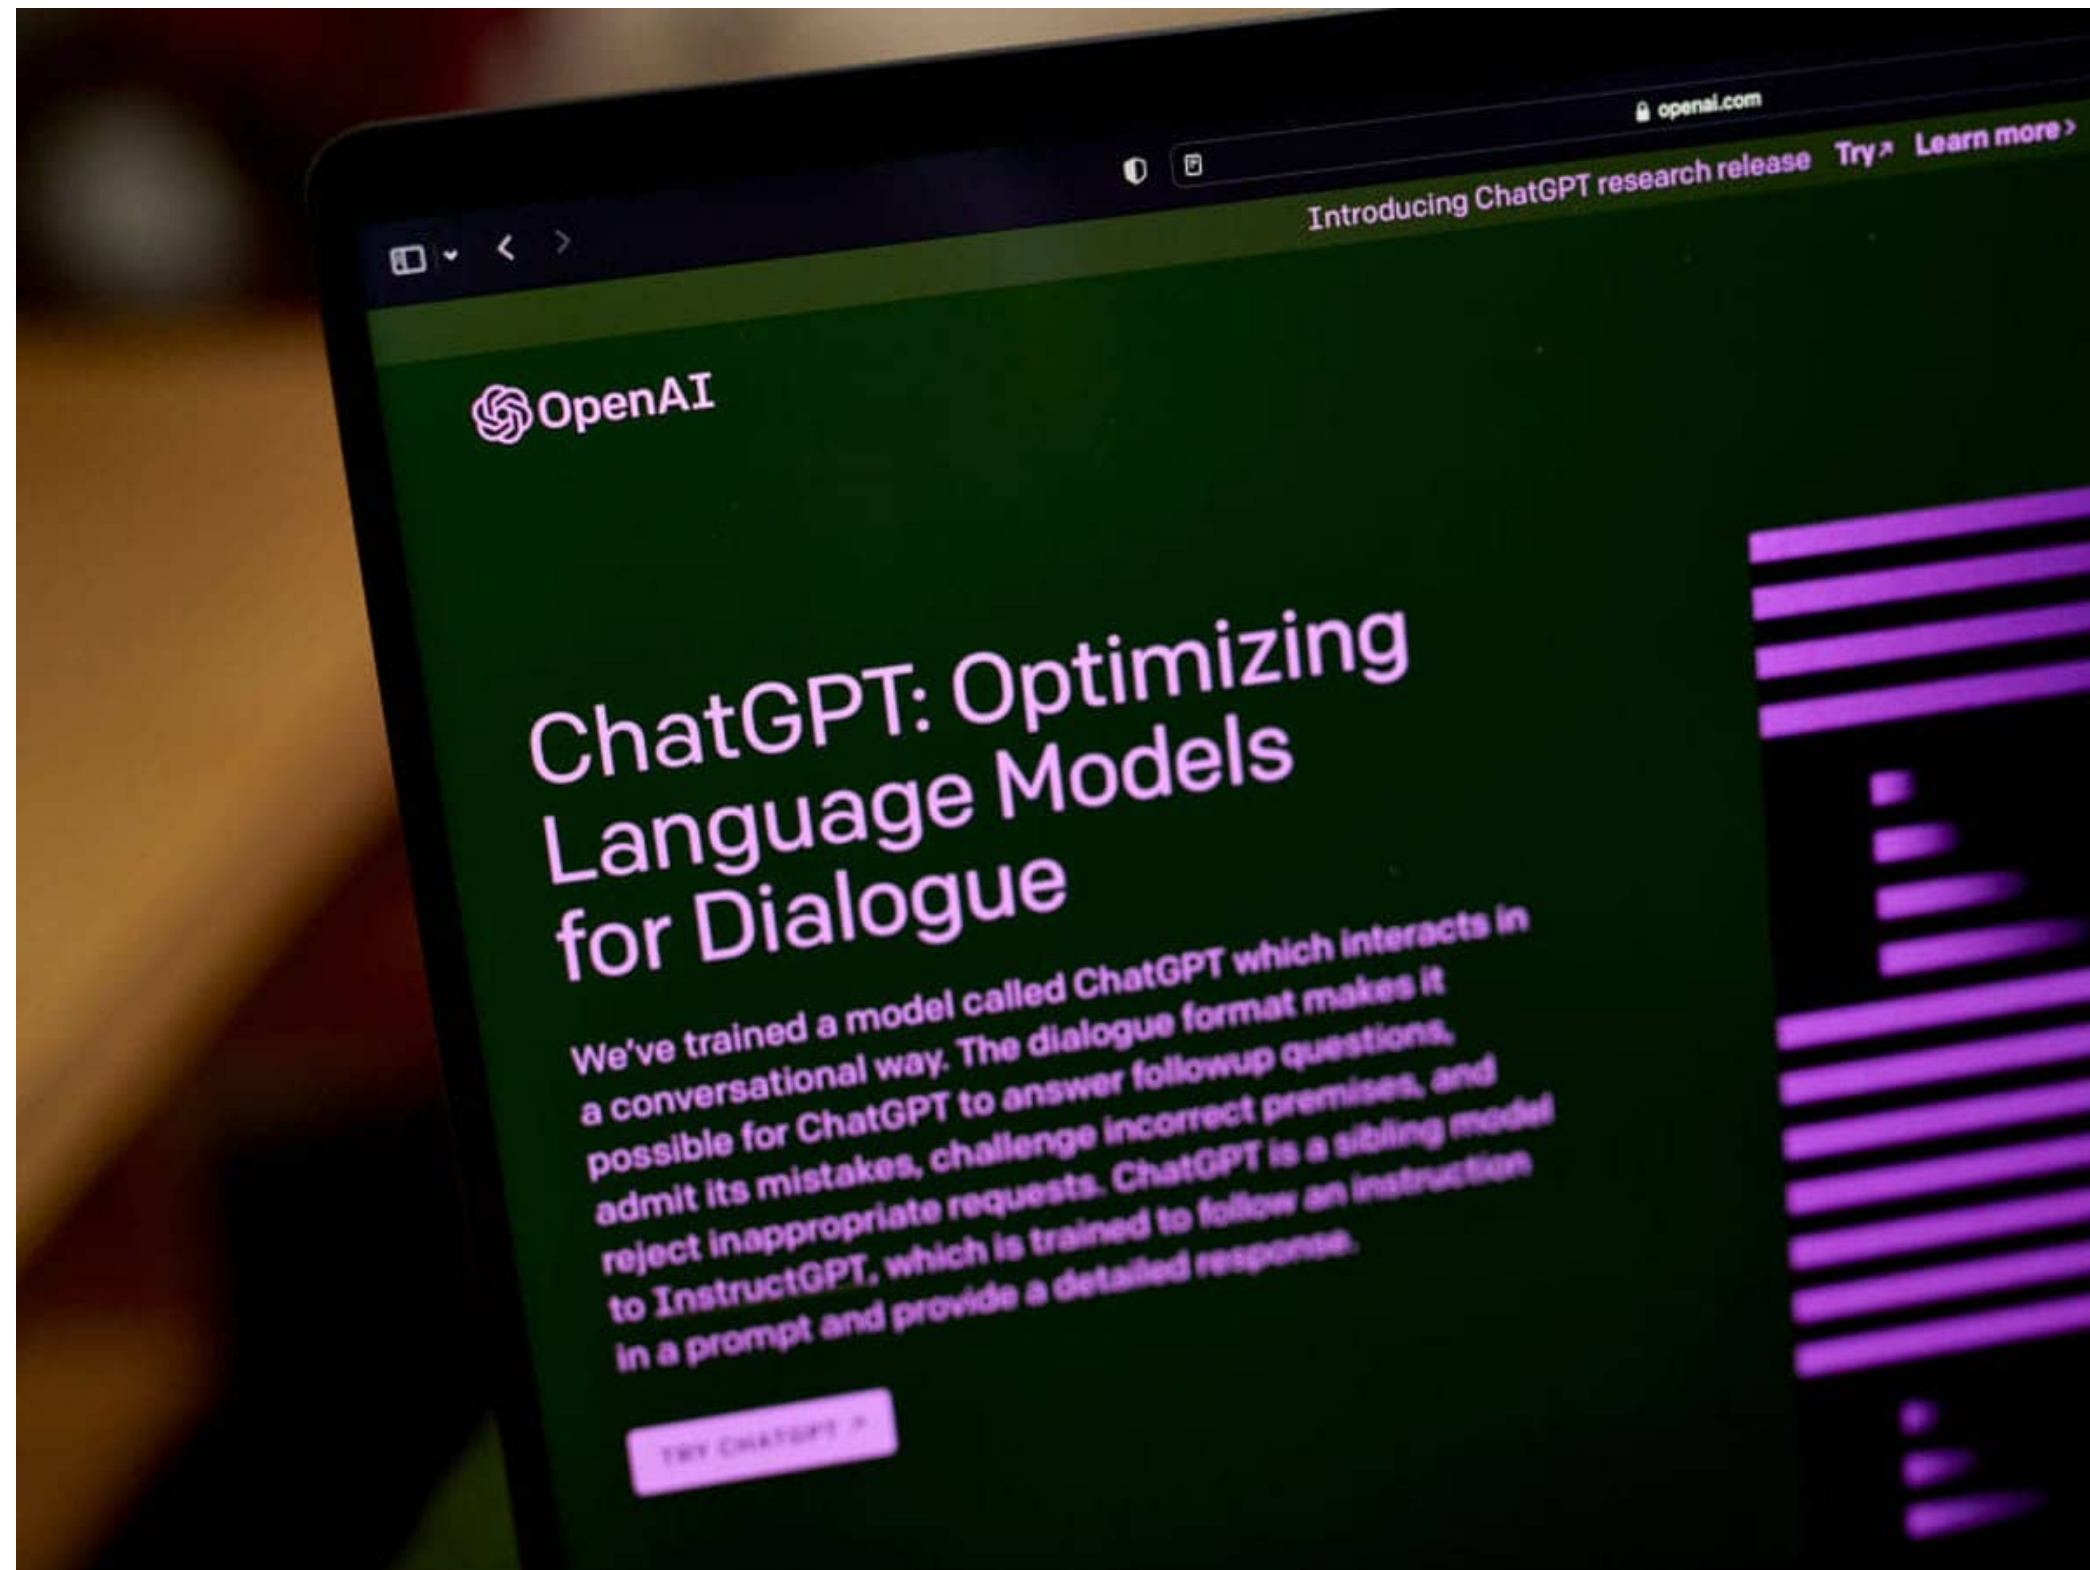 openai.com
Introducing ChatGPT research release Try↗ Learn more >
OpenAI
ChatGPT: Optimizing
Language Models
for Dialogue
We've trained a model called ChatGPT which interacts in
a conversational way. The dialogue format makes it
possible for ChatGPT to answer followup questions,
admit its mistakes, challenge incorrect premises, and
reject inappropriate requests. ChatGPT is a sibling model
to InstructGPT, which is trained to follow an instruction
in a prompt and provide a detailed response.
TRY CHATGPT ↗